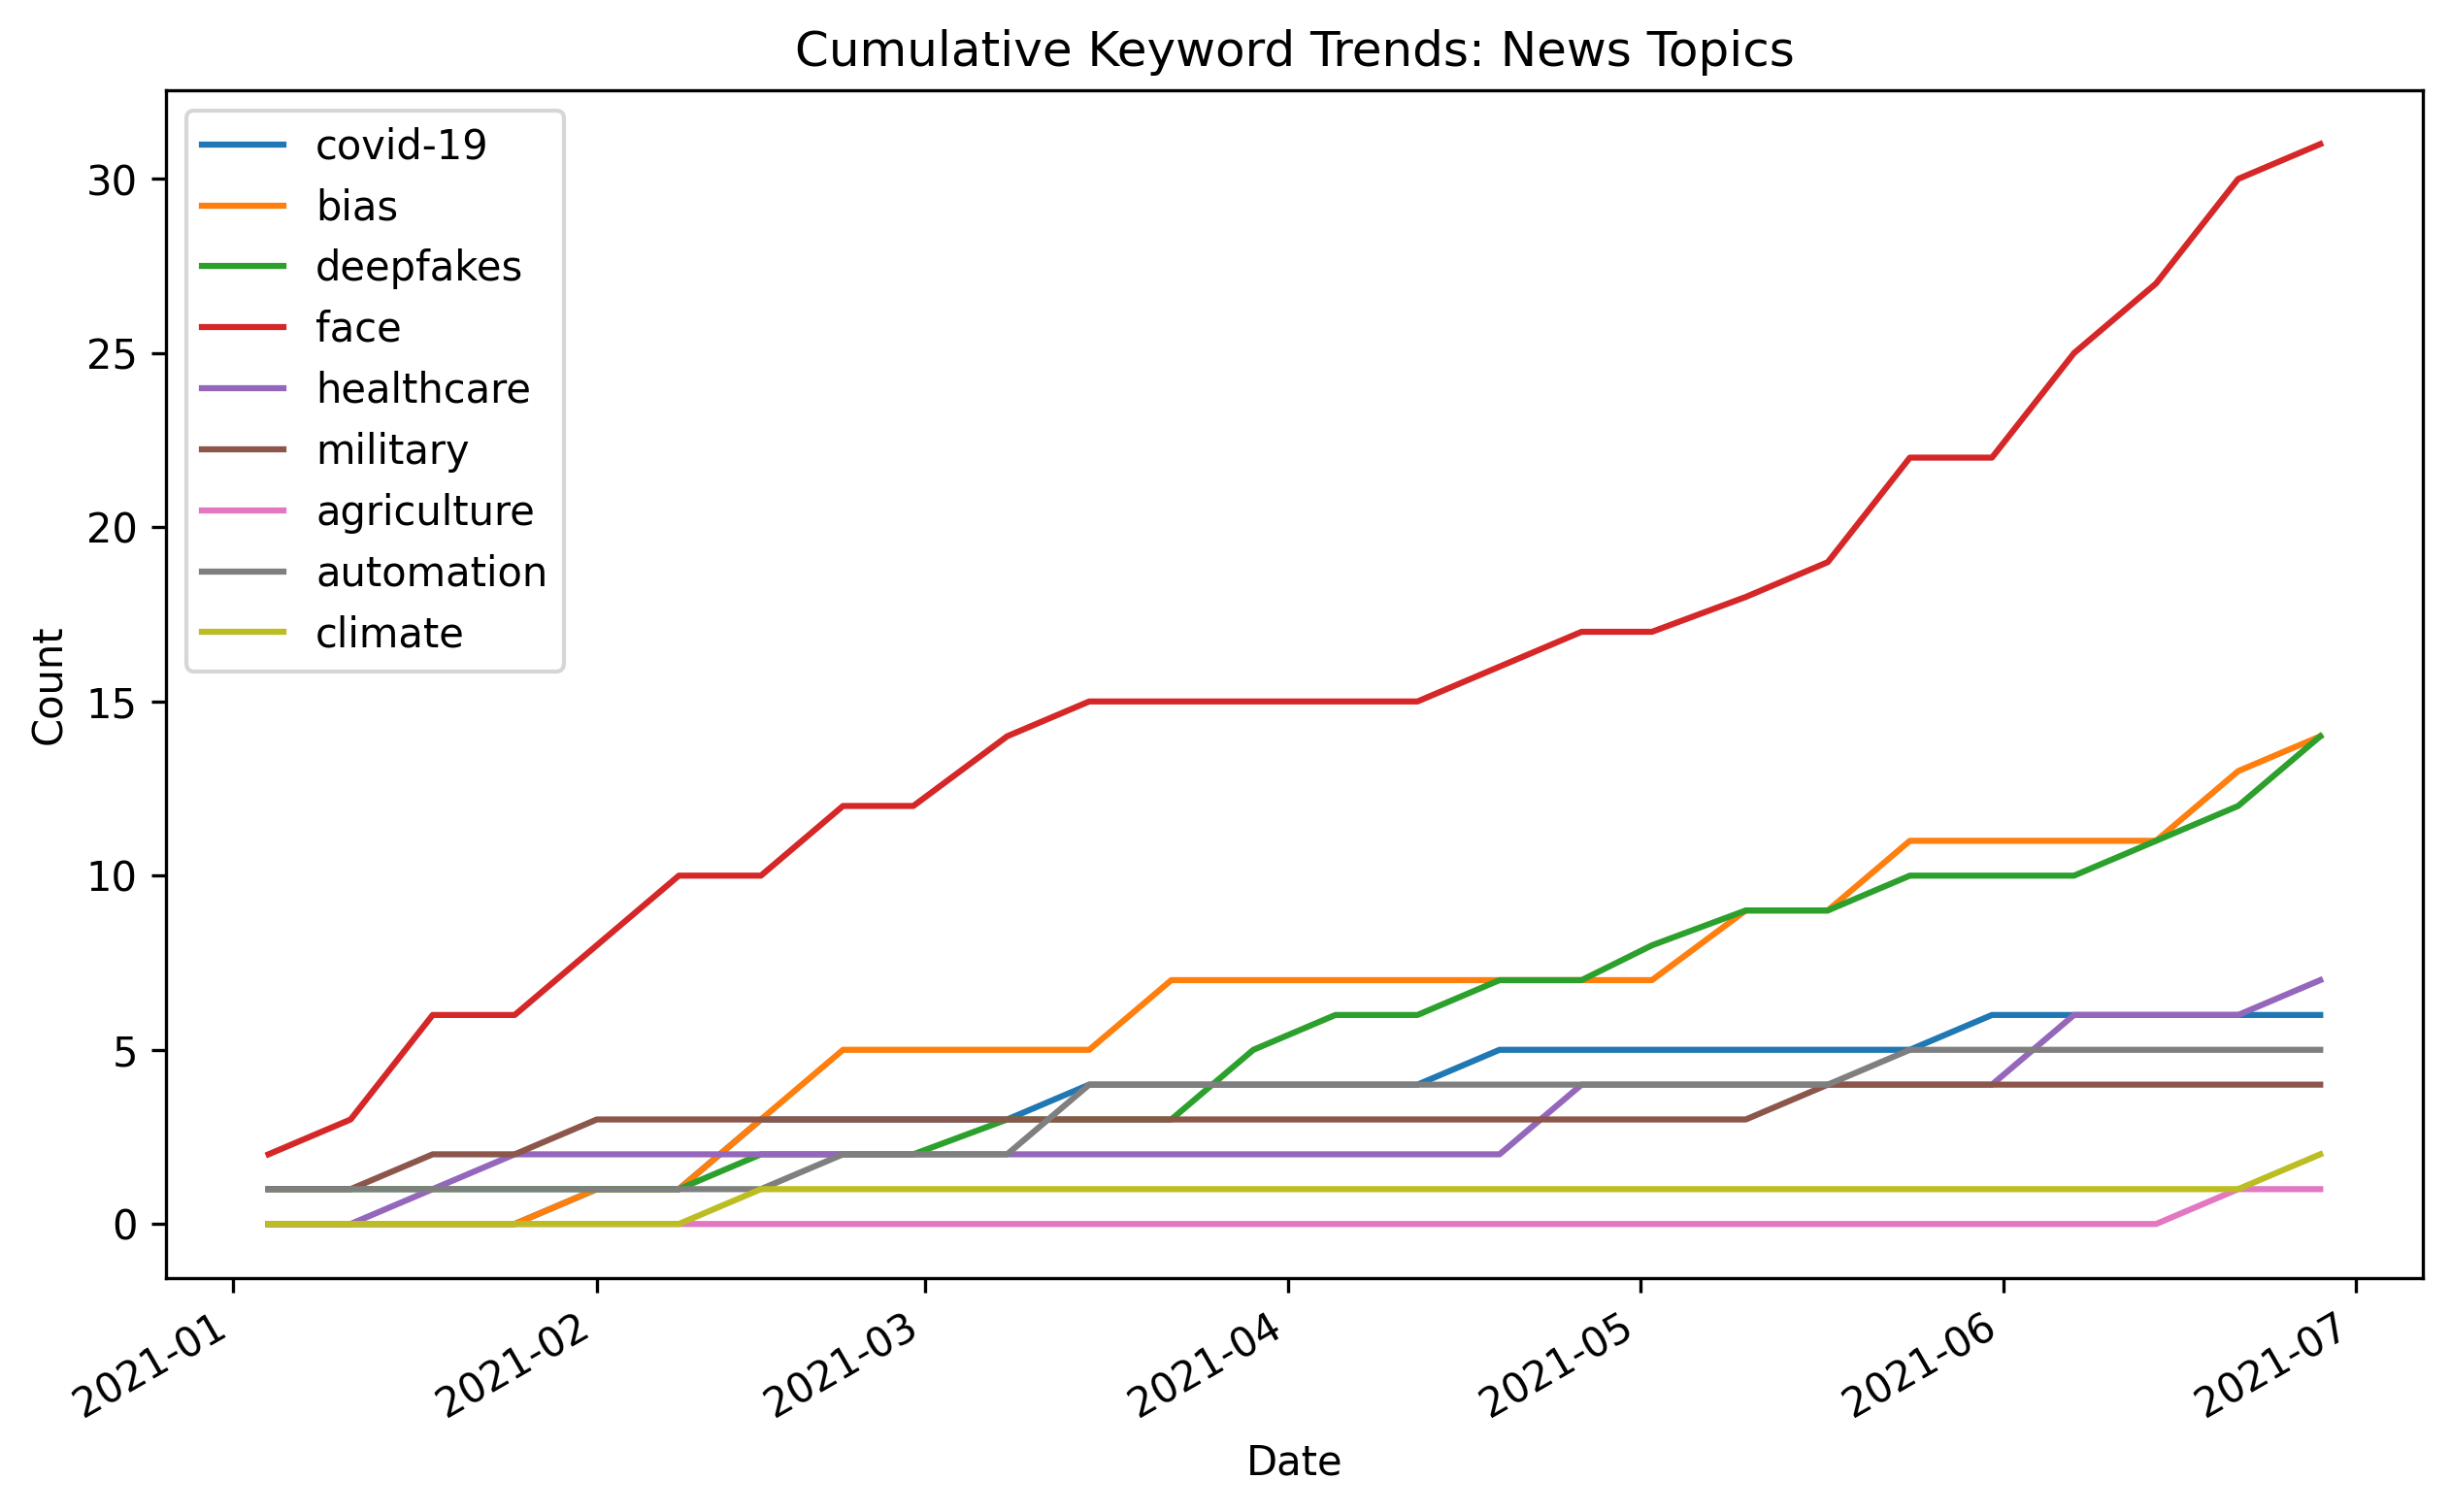 Cumulative Keyword Trends: News Topics
covid-19
bias
deepfakes
face
healthcare
military
agriculture
automation
climate
Count
30
25
20
15
10
5
0
2021-01
2021-02
2021-03
2021-04
2021-05
2021-06
2021-07
Date